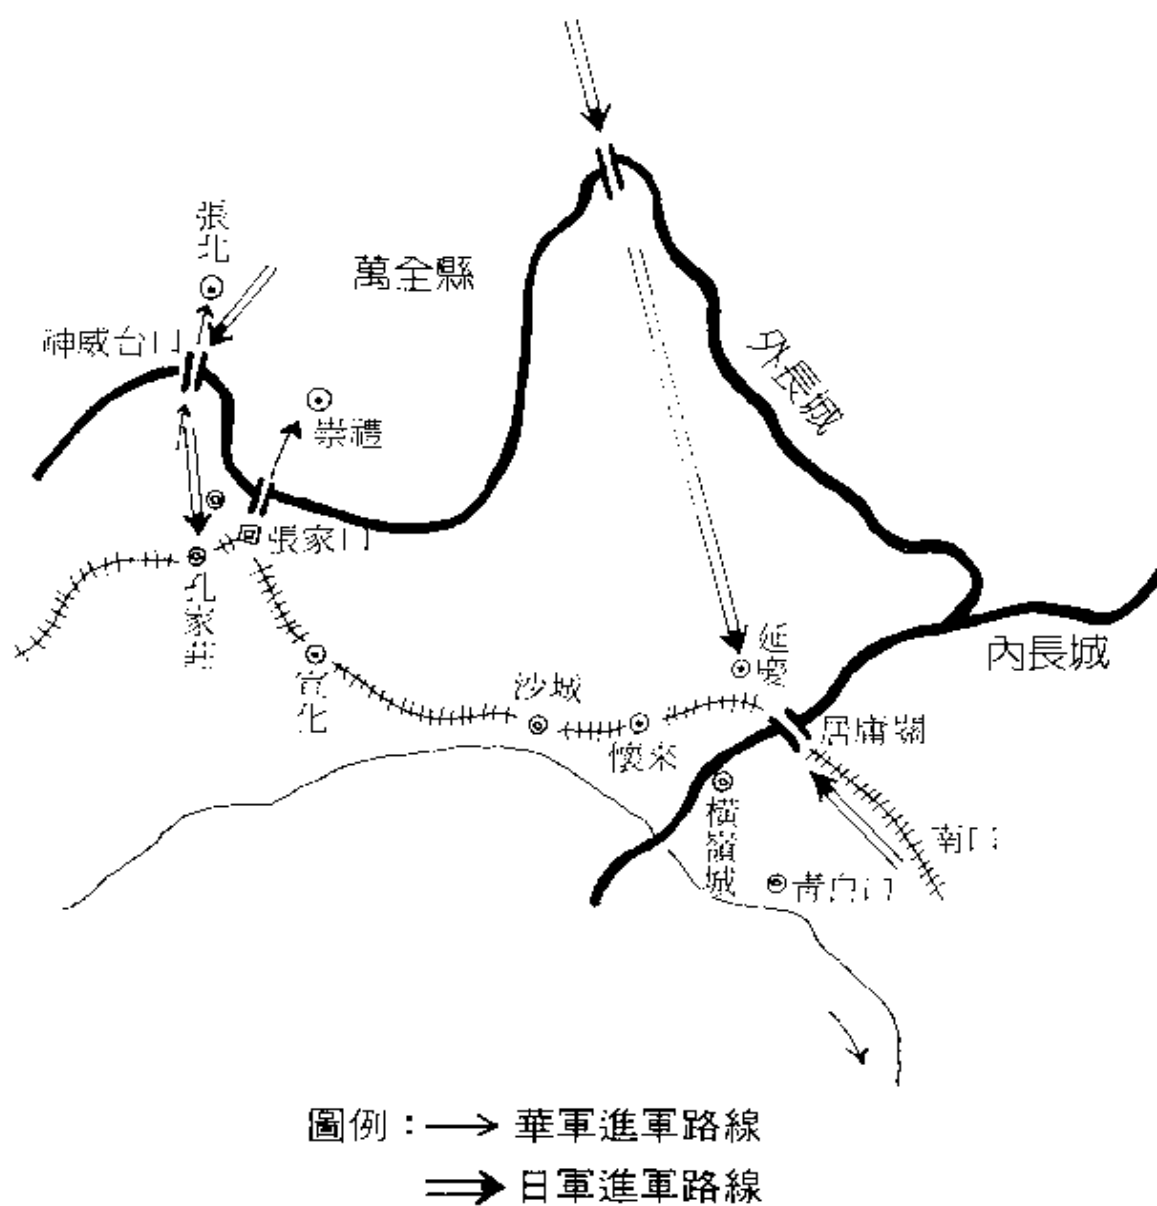 張北
萬全縣
神威台口
外長城
崇禮
張家口
孔家莊
宣化
沙城
懷來
延慶
內長城
居庸關
橫嶺城
南口
青白口
圖例：華軍進軍路線
日軍進軍路線